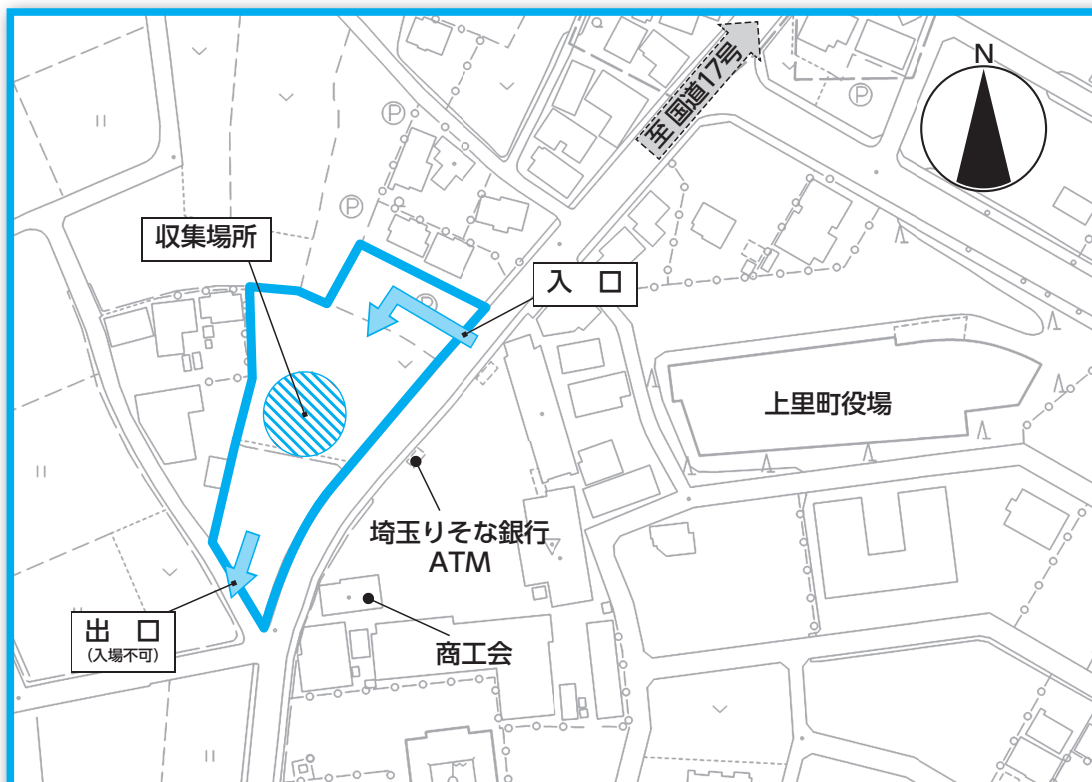 至 国道17号
N
Ⓟ
Ⓟ
Ⓟ
収集場所
入　口
Ⓟ
上里町役場
埼玉りそな銀行
ATM
出　口
(入場不可)
商工会